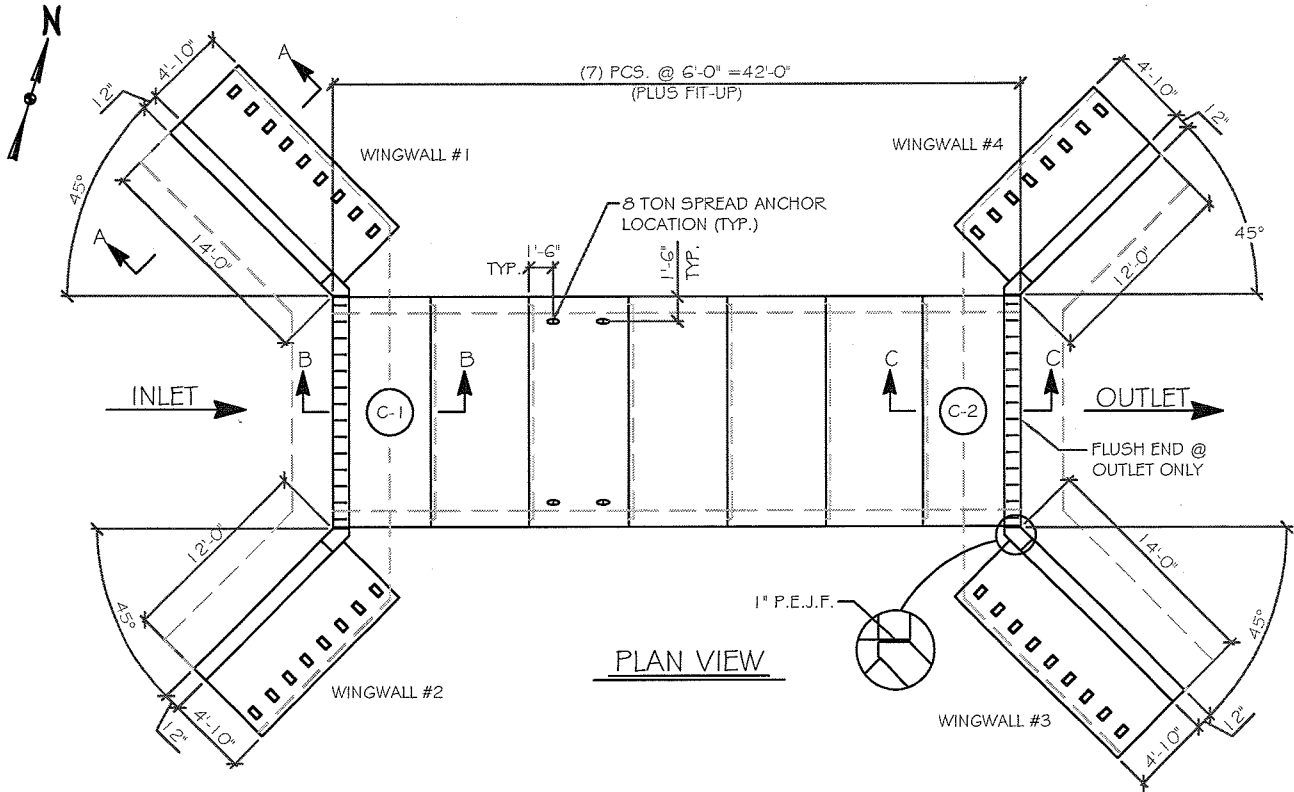 N
A
4'-10"
12"
(7) PCS. @ 6'-0" =42'-0"
(PLUS FIT-UP)
4'-10"
12"
WINGWALL #1
WINGWALL #4
45°
A
14'-0"
8 TON SPREAD ANCHOR
LOCATION (TYP.)
1'-6"
TYP.
1'-6"
TYP.
12'-0"
45°
B
B
C
C
INLET
C-1
C-2
OUTLET
FLUSH END @
OUTLET ONLY
12'-0"
14'-0"
45°
1" P.E.J.F.
45°
PLAN VIEW
WINGWALL #2
WINGWALL #3
12"
4'-10"
4'-10"
12"